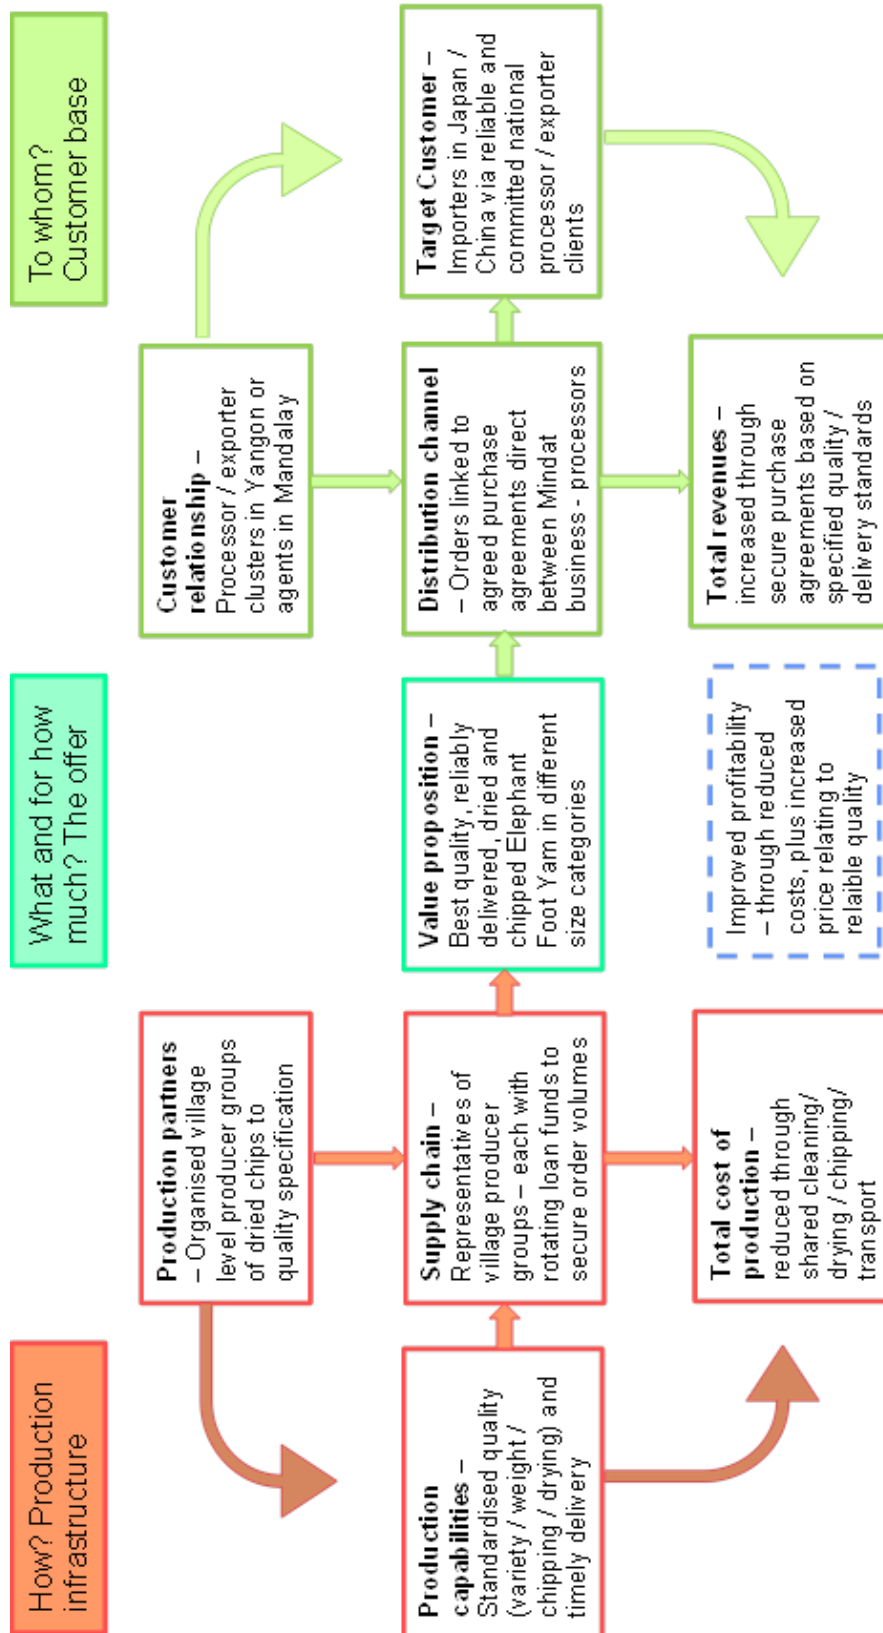 How? Production
infrastructure
What and for how
much? The offer
To whom?
Customer base
Production partners
– Organised village
level producer groups
of dried chips to
quality specification
Customer
relationship –
Processor / exporter
clusters in Yangon or
agents in Mandalay
Production
capabilities –
Standardised quality
(variety / weight /
chipping / drying) and
timely delivery
Supply chain –
Representatives of
village producer
groups – each with
rotating loan funds to
secure order volumes
Value proposition –
Best quality, reliably
delivered, dried and
chipped Elephant
Foot Yam in different
size categories
Distribution channel
– Orders linked to
agreed purchase
agreements direct
between Mindat
business - processors
Target Customer –
Importers in Japan /
China via reliable and
committed national
processor / exporter
clients
Total cost of
production –
reduced through
shared cleaning/
drying / chipping/
transport
Improved profitability
– through reduced
costs, plus increased
price relating to
relaible quality
Total revenues –
increased through
secure purchase
agreements based on
specified quality /
delivery standards